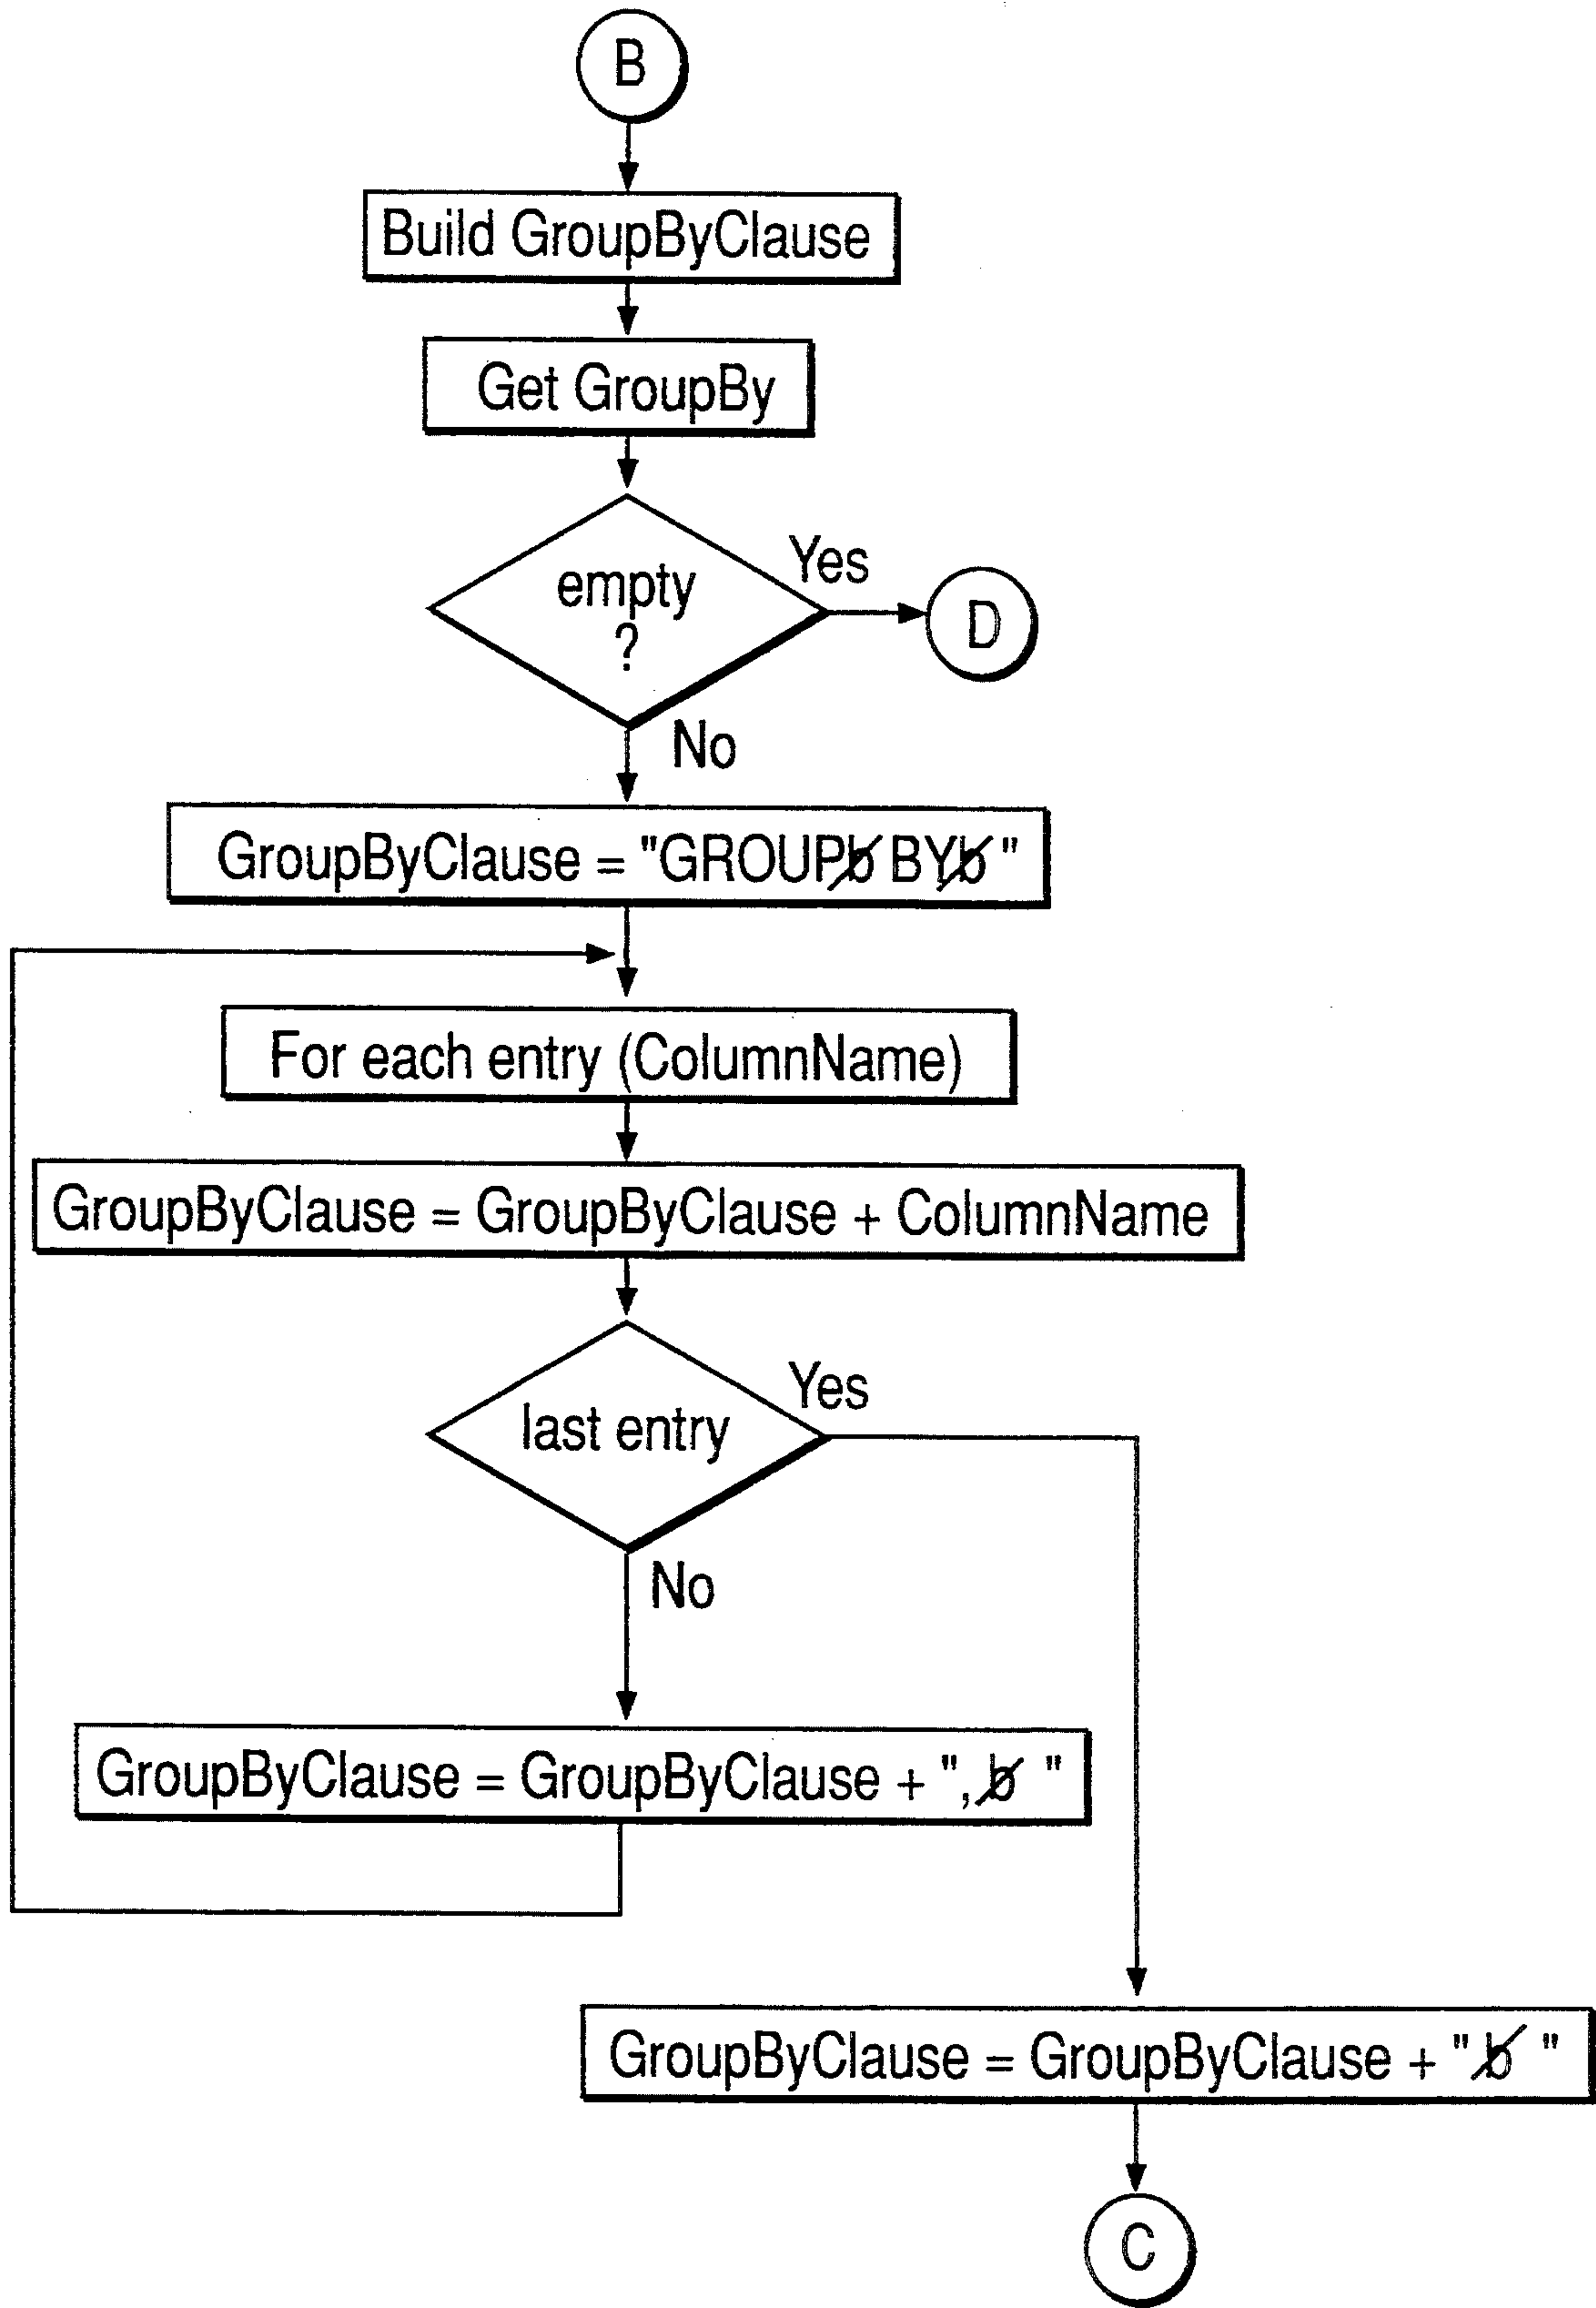 B
Build GroupByClause
Get GroupBy
empty
?
Yes
D
No
GroupByClause = "GROUPb̸ BYb̸ "
For each entry (ColumnName)
GroupByClause = GroupByClause + ColumnName
last entry
Yes
No
GroupByClause = GroupByClause + ",b̸ "
GroupByClause = GroupByClause + "b̸ "
C